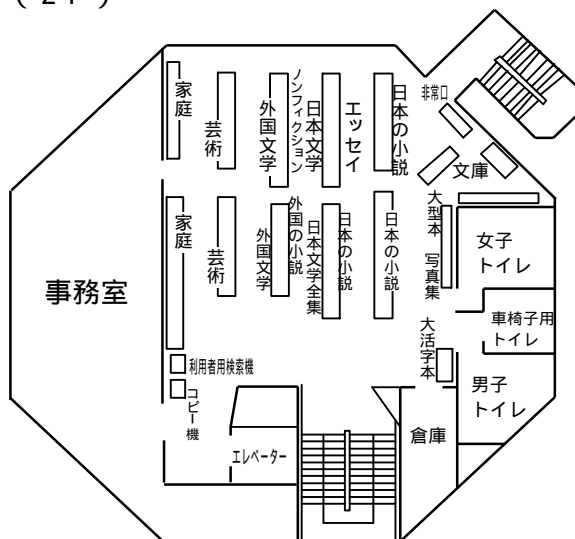 ( 2 1 )
家庭
芸術
外国文学
ノンフィクション
日本文学
エッセイ
日本の小説
非常口
文庫
家庭
芸術
外国文学
外国の小説
日本文学全集
日本の小説
日本の小説
大型本 写真集
女子
トイレ
事務室
車椅子用
トイレ
大活字本
男子
トイレ
利用者用検索機
コピー機
エレベーター
倉庫